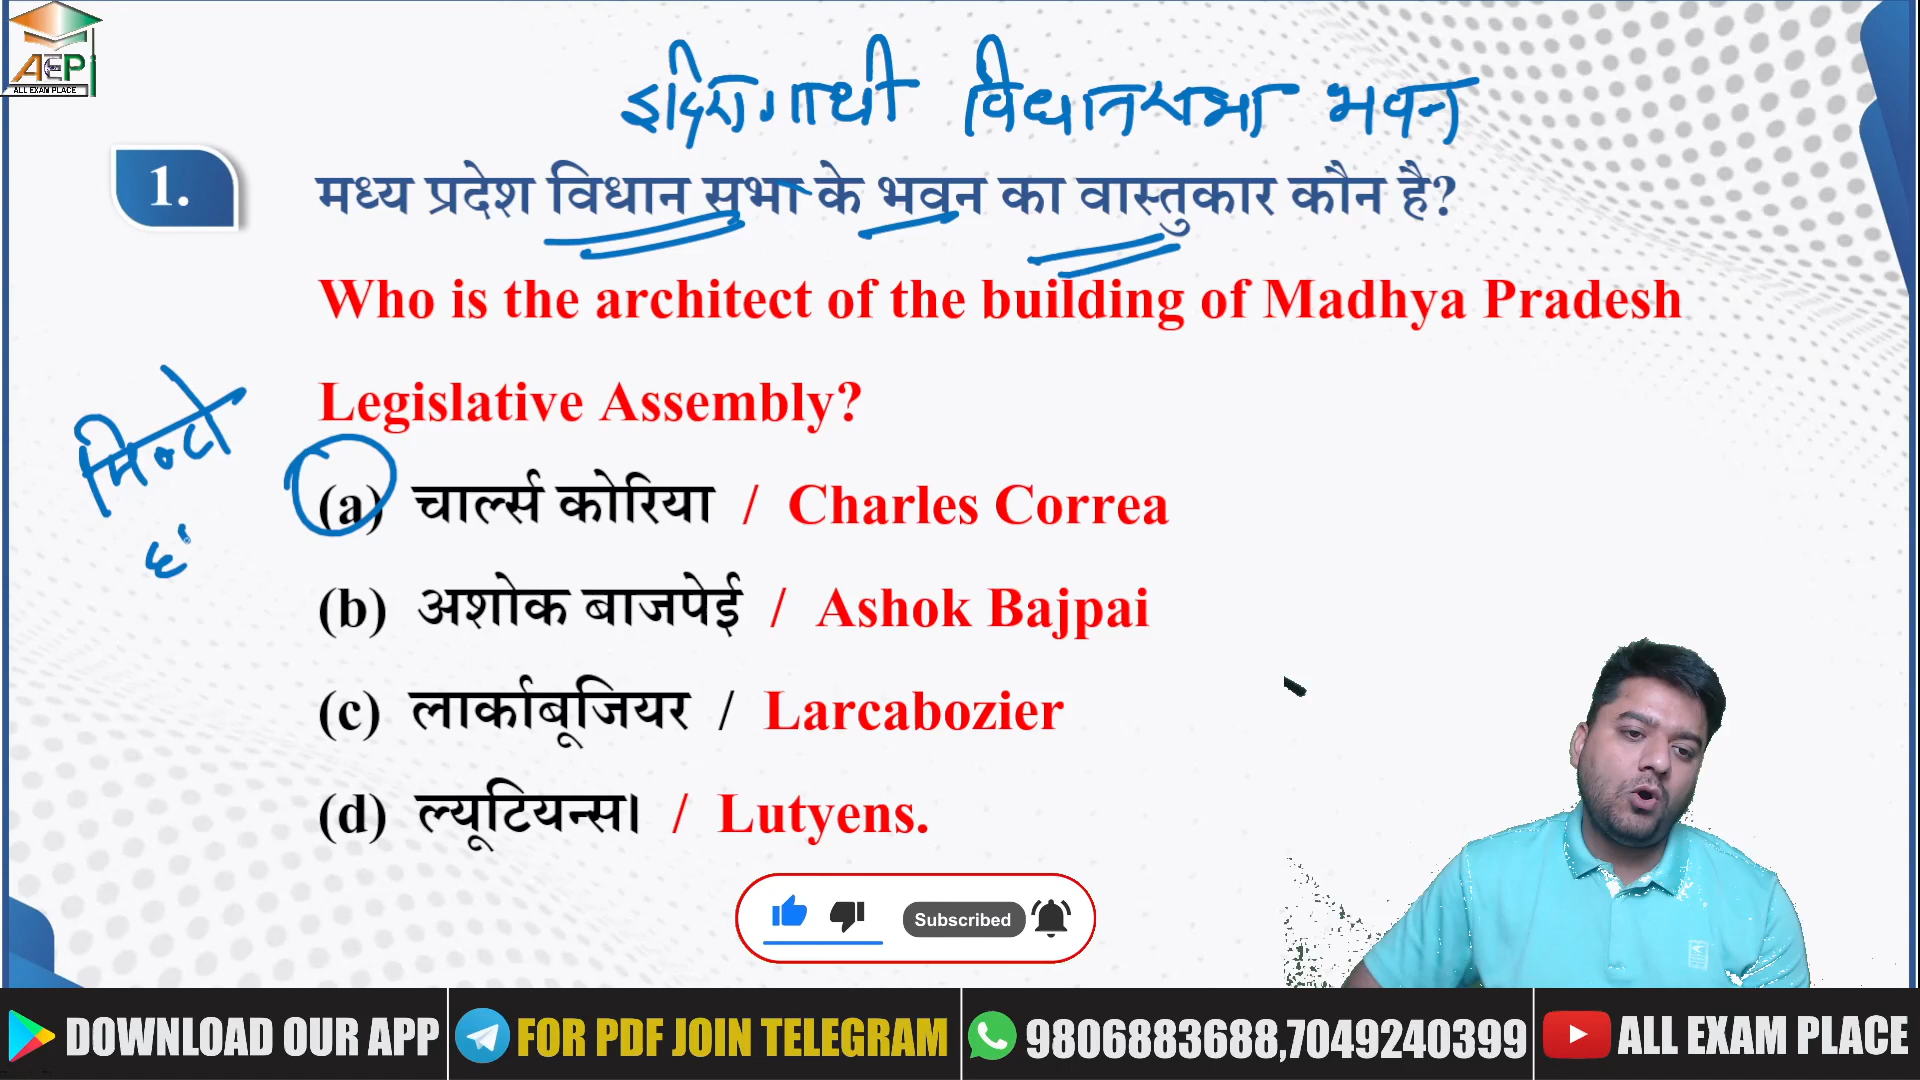 AEP
ALL EXAM PLACE
विधानसभा भवन
1. मध्य प्रदेश विधान सभा के भवन का वास्तुकार कौन है?
Who is the architect of the building of Madhya Pradesh
Legislative Assembly?
मिन्टो
(a) चार्ल्स कोरिया / Charles Correa
(b) अशोक बाजपेई / Ashok Bajpai
(c) लार्काबूजियर / Larcabozier
(d) ल्यूटियन्स। / Lutyens.
Subscribed
DOWNLOAD OUR APP
FOR PDF JOIN TELEGRAM
9806883688,7049240399
ALL EXAM PLACE